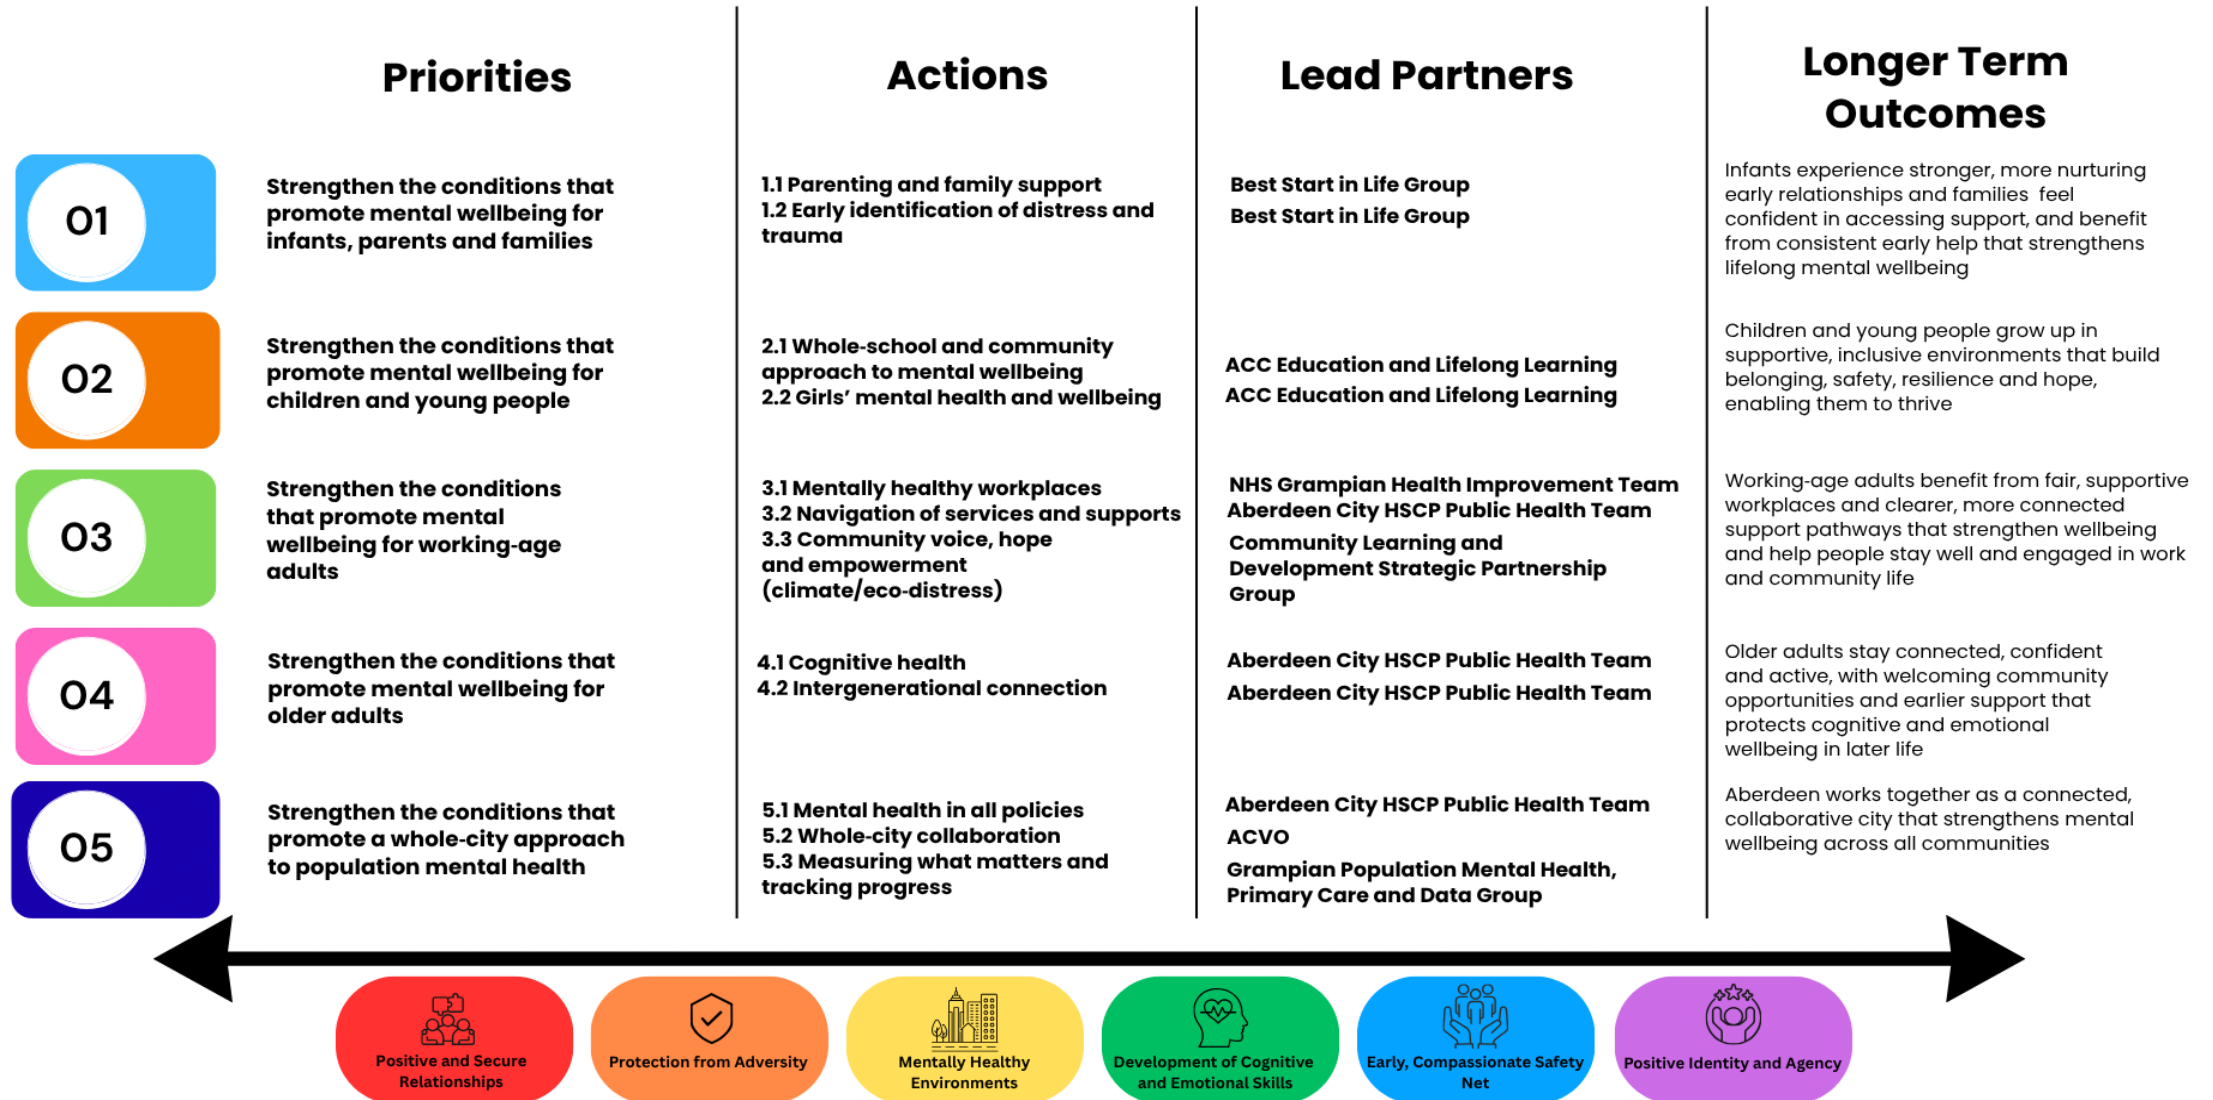 Priorities
Actions
Lead Partners
Longer Term
Outcomes
01
Strengthen the conditions that
promote mental wellbeing for
infants, parents and families
1.1 Parenting and family support
1.2 Early identification of distress and
trauma
Best Start in Life Group
Best Start in Life Group
Infants experience stronger, more nurturing
early relationships and families  feel
confident in accessing support, and benefit
from consistent early help that strengthens
lifelong mental wellbeing
02
Strengthen the conditions that
promote mental wellbeing for
children and young people
2.1 Whole-school and community
approach to mental wellbeing
2.2 Girls’ mental health and wellbeing
ACC Education and Lifelong Learning
ACC Education and Lifelong Learning
Children and young people grow up in
supportive, inclusive environments that build
belonging, safety, resilience and hope,
enabling them to thrive
03
Strengthen the conditions
that promote mental
wellbeing for working-age
adults
3.1 Mentally healthy workplaces
3.2 Navigation of services and supports
3.3 Community voice, hope
and empowerment
(climate/eco-distress)
NHS Grampian Health Improvement Team
Aberdeen City HSCP Public Health Team
Community Learning and
Development Strategic Partnership
Group
Working-age adults benefit from fair, supportive
workplaces and clearer, more connected
support pathways that strengthen wellbeing
and help people stay well and engaged in work
and community life
04
Strengthen the conditions that
promote mental wellbeing for
older adults
4.1 Cognitive health
4.2 Intergenerational connection
Aberdeen City HSCP Public Health Team
Aberdeen City HSCP Public Health Team
Older adults stay connected, confident
and active, with welcoming community
opportunities and earlier support that
protects cognitive and emotional
wellbeing in later life
05
Strengthen the conditions that
promote a whole-city approach
to population mental health
5.1 Mental health in all policies
5.2 Whole-city collaboration
5.3 Measuring what matters and
tracking progress
Aberdeen City HSCP Public Health Team
ACVO
Grampian Population Mental Health,
Primary Care and Data Group
Aberdeen works together as a connected,
collaborative city that strengthens mental
wellbeing across all communities
Positive and Secure
Relationships
Protection from Adversity
Mentally Healthy
Environments
Development of Cognitive
and Emotional Skills
Early, Compassionate Safety
Net
Positive Identity and Agency